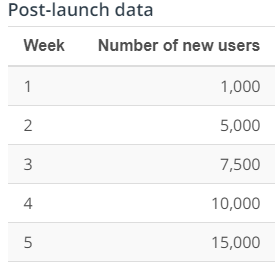 Post-launch data
Week Number of new users
1 1,000
2 5,000
3 7,500
4 10,000
5 15,000